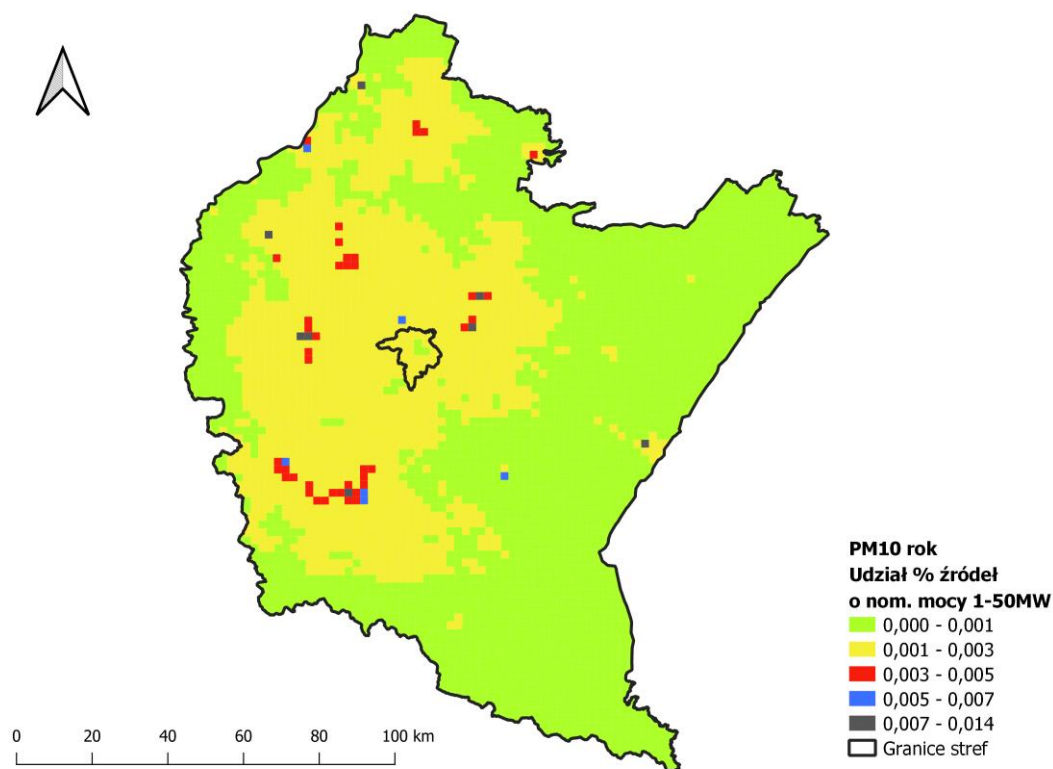 PM10 rok
Udział % źródeł
o nom. mocy 1-50MW
0,000 - 0,001
0,001 - 0,003
0,003 - 0,005
0,005 - 0,007
0,007 - 0,014
Granice stref
0 20 40 60 80 100 km